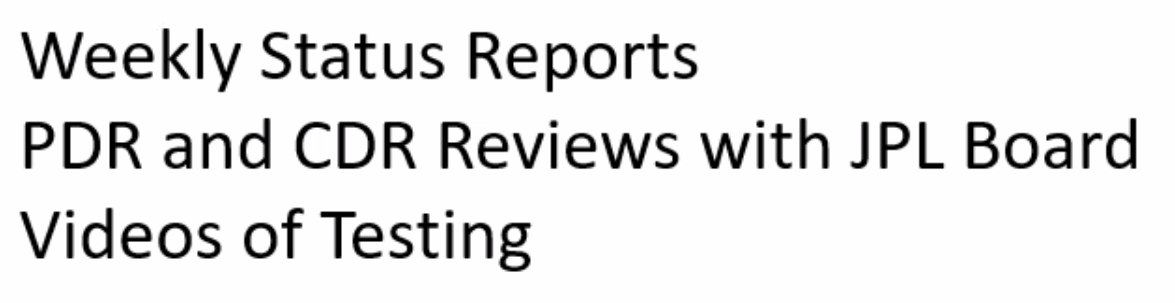 Weekly Status Reports
PDR and CDR Reviews with JPL Board
Videos of Testing